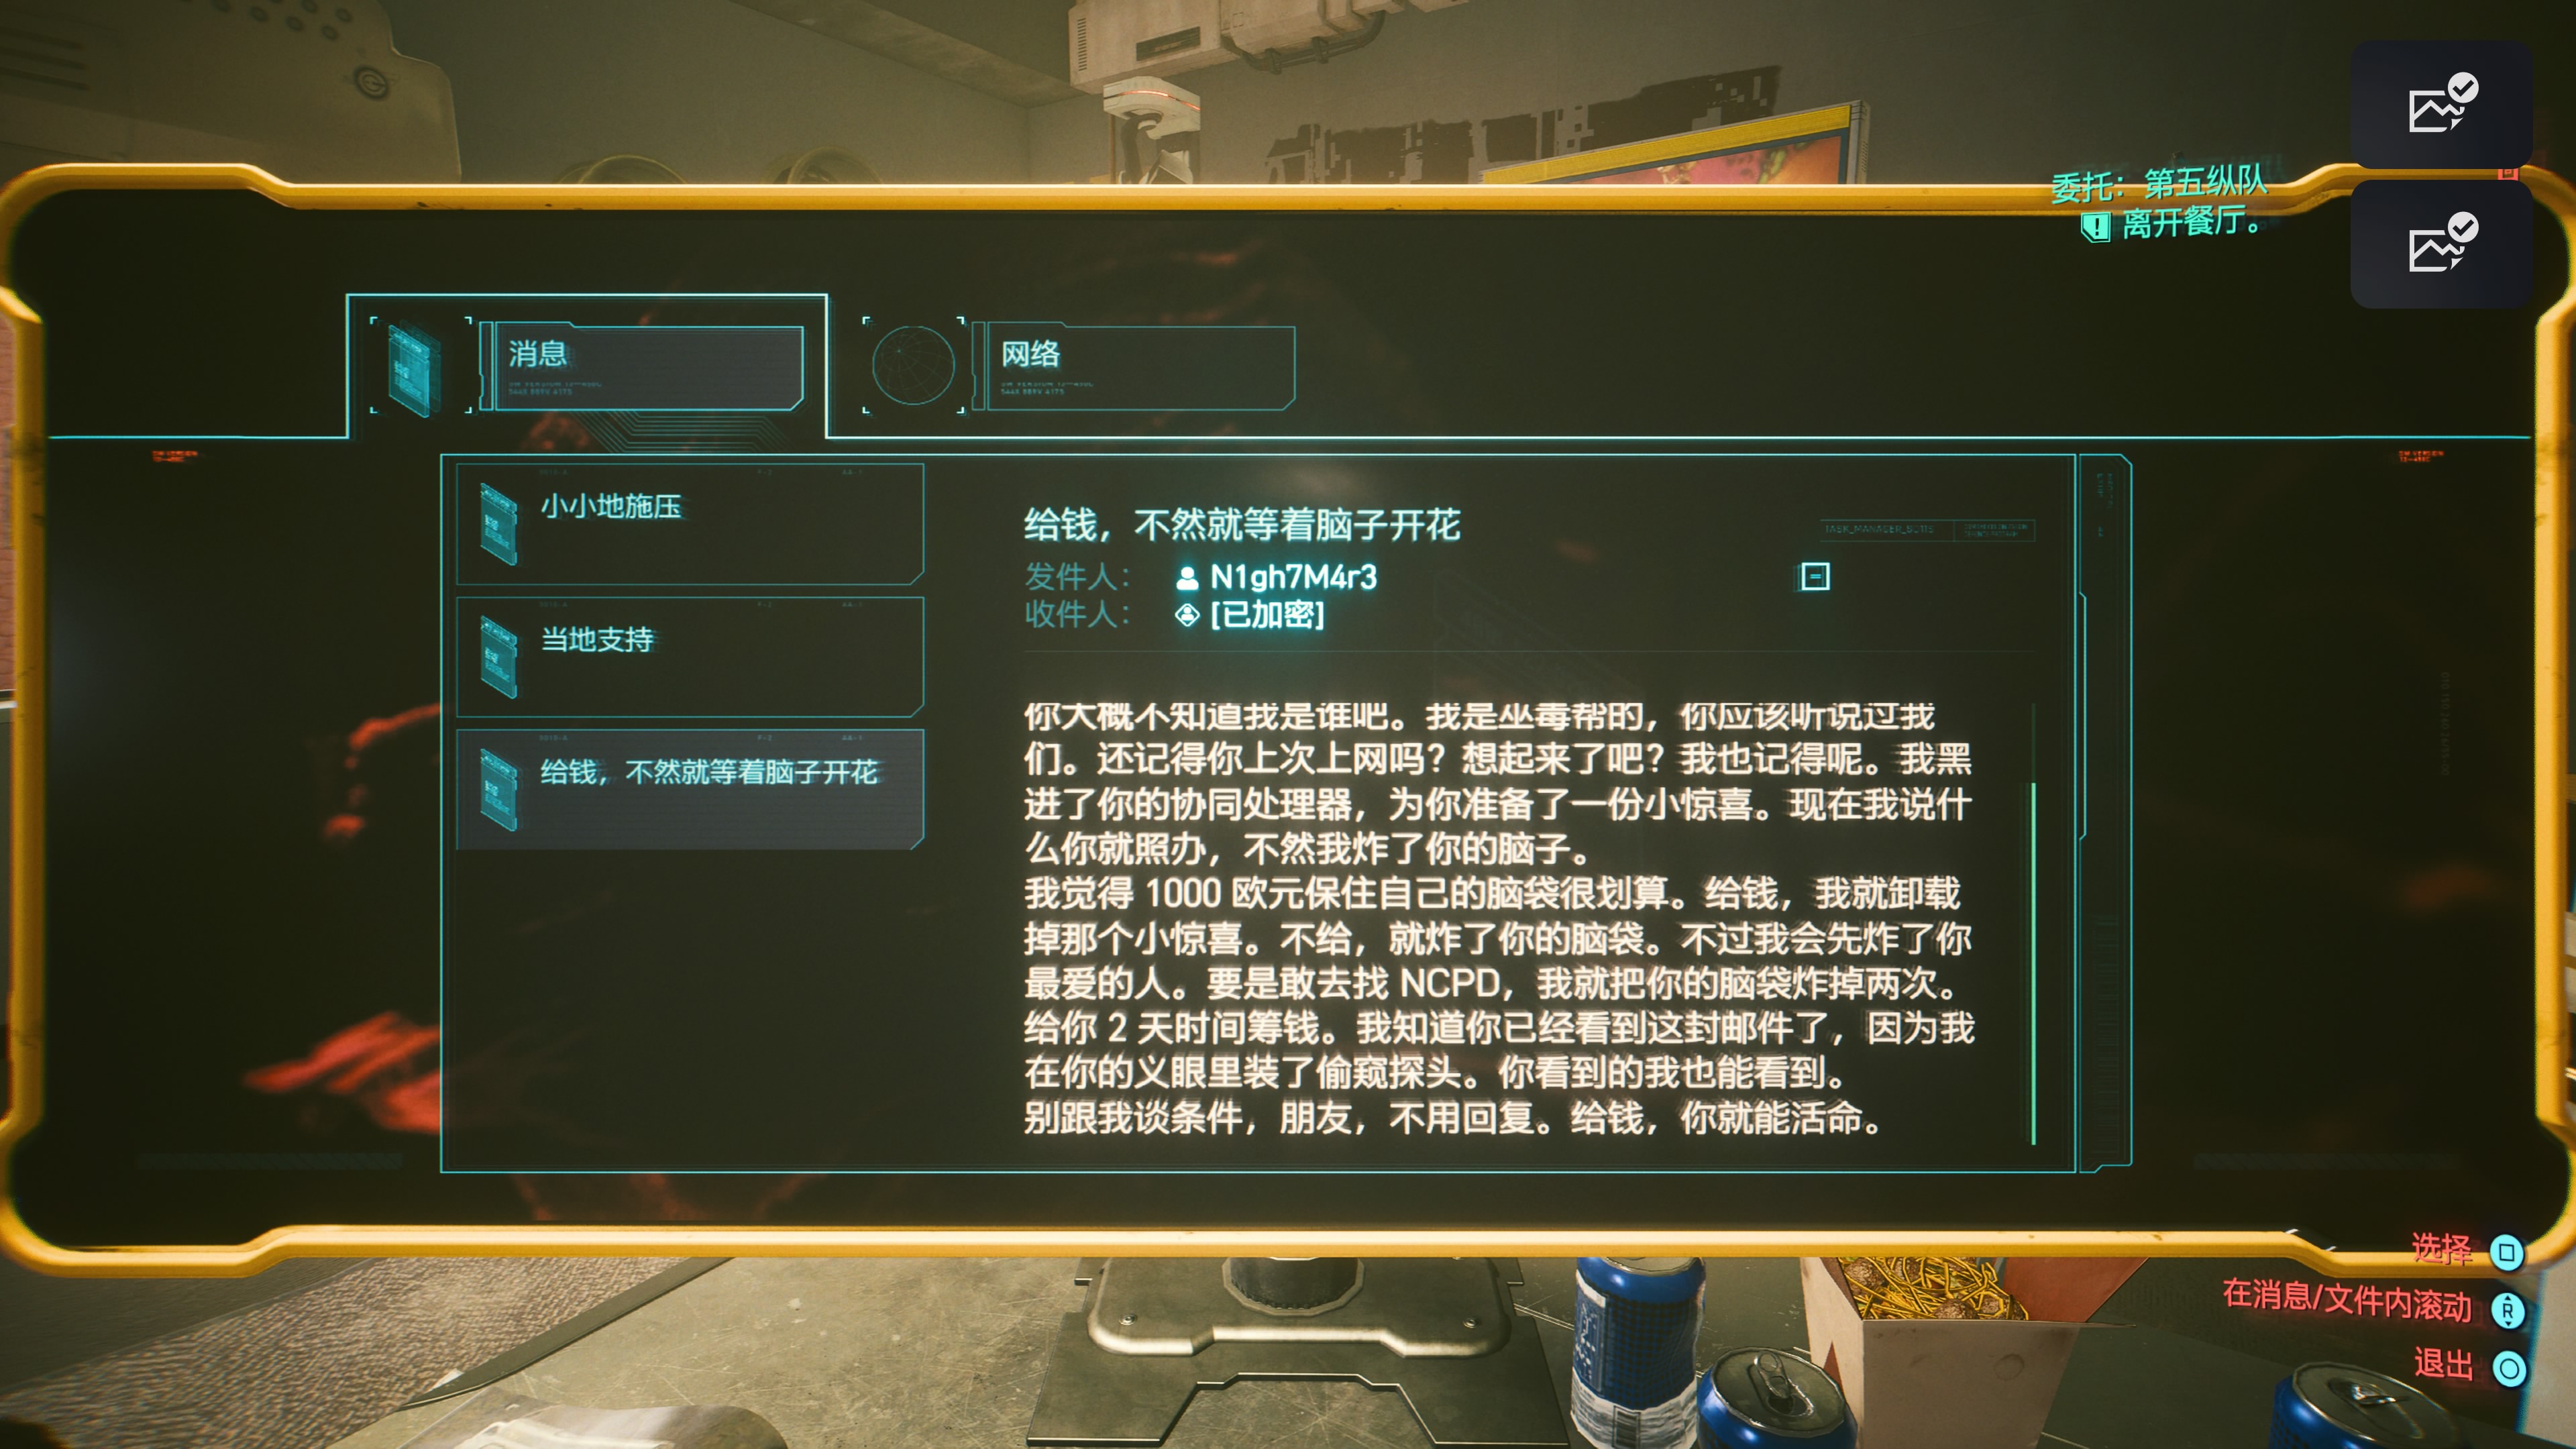 委托：第五纵队
离开餐厅。
消息
网络
小小地施压
当地支持
给钱，不然就等着脑子开花
给钱，不然就等着脑子开花
TASK_MANAGER_BOTIS
发件人： N1gh7M4r3
收件人： [已加密]
你大概不知道我是谁吧。我是巫毒帮的，你应该听说过我
们。还记得你上次上网吗？想起来了吧？我也记得呢。我黑
进了你的协同处理器，为你准备了一份小惊喜。现在我说什
么你就照办，不然我炸了你的脑子。
我觉得 1000 欧元保住自己的脑袋很划算。给钱，我就卸载
掉那个小惊喜。不给，就炸了你的脑袋。不过我会先炸了你
最爱的人。要是敢去找 NCPD，我就把你的脑袋炸掉两次。
给你 2 天时间筹钱。我知道你已经看到这封邮件了，因为我
在你的义眼里装了偷窥探头。你看到的我也能看到。
别跟我谈条件，朋友，不用回复。给钱，你就能活命。
选择
在消息/文件内滚动 R
退出